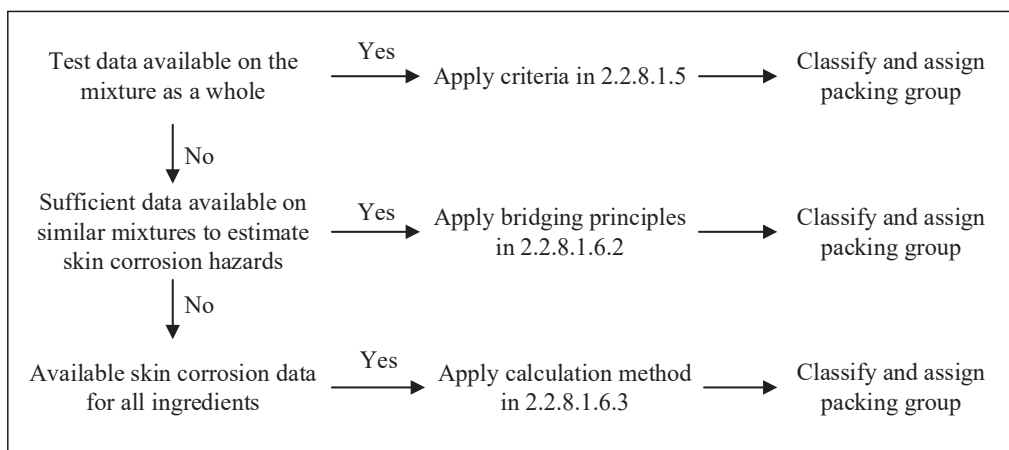 Test data available on the
mixture as a whole
Yes
Apply criteria in 2.2.8.1.5
Classify and assign
packing group
No
Sufficient data available on
similar mixtures to estimate
skin corrosion hazards
Yes
Apply bridging principles
in 2.2.8.1.6.2
Classify and assign
packing group
No
Available skin corrosion data
for all ingredients
Yes
Apply calculation method
in 2.2.8.1.6.3
Classify and assign
packing group